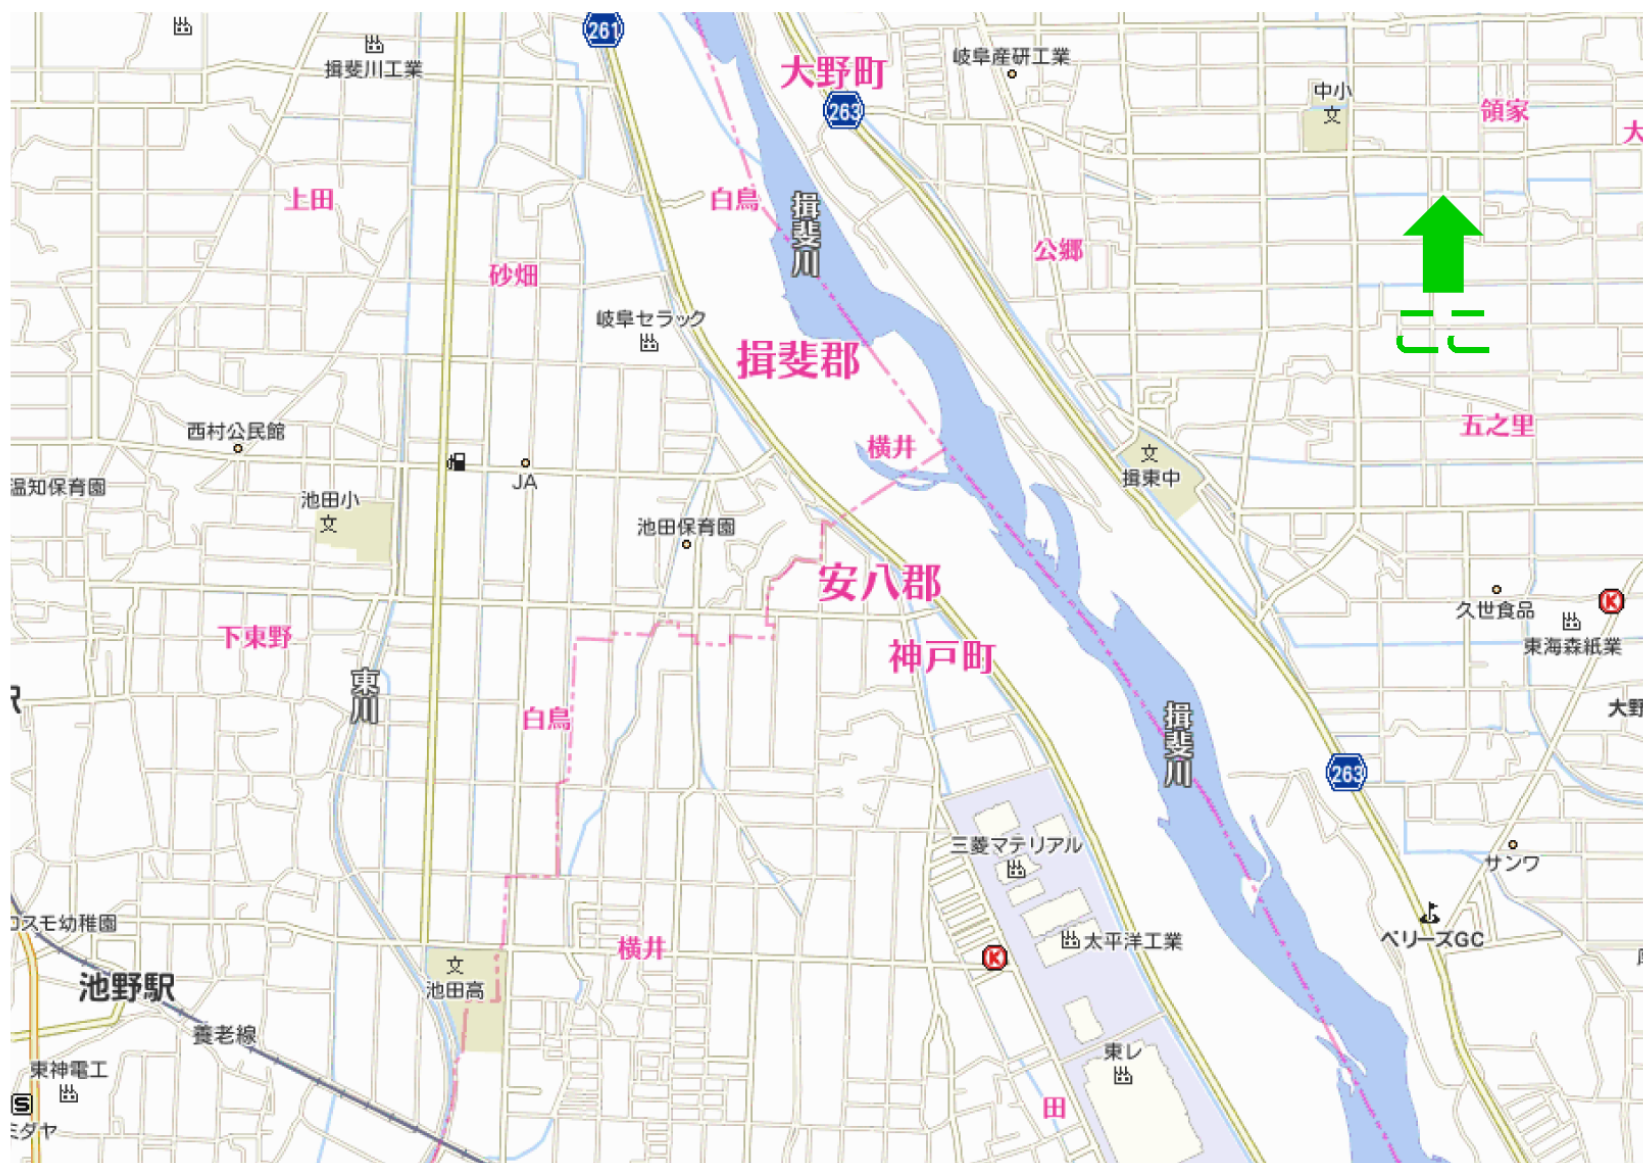 261
揖斐川工業
大野町
岐阜産研工業
263
中小
文
領家
大
上田
白鳥
揖斐川
公郷
砂畑
岐阜セラック
ここ
揖斐郡
西村公民館
横井
五之里
文
揖東中
JA
温知保育園
池田小
文
池田保育園
安八郡
久世食品
K
下東野
東海森紙業
神戸町
東川
白鳥
揖斐川
大野
263
三菱マテリアル
サンワ
コスモ幼稚園
横井
太平洋工業
ベリーズGC
K
文
池田高
池野駅
養老線
東レ
東神電工
S
ミダヤ
田